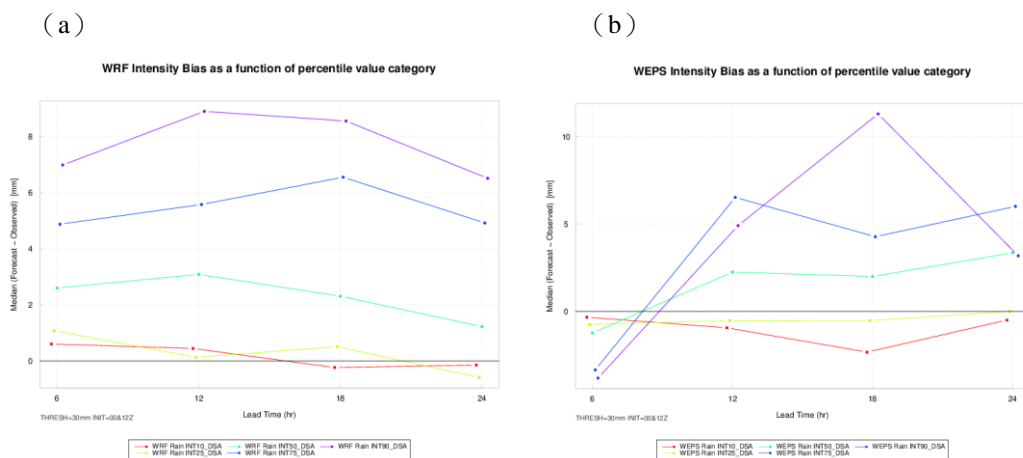 (a)
WRF Intensity Bias as a function of percentile value category
Median (Forecast − Observed) [mm]
8
6
4
2
0
6
12
18
24
THRESH=30mm INIT=00&12Z
Lead Time (hr)
WRF Rain INT10_DSA
WRF Rain INT50_DSA
WRF Rain INT90_DSA
WRF Rain INT25_DSA
WRF Rain INT75_DSA
(b)
WEPS Intensity Bias as a function of percentile value category
Median (Forecast − Observed) [mm]
10
5
0
6
12
18
24
THRESH=30mm INIT=00&12Z
Lead Time (hr)
WEPS Rain INT10_DSA
WEPS Rain INT50_DSA
WEPS Rain INT90_DSA
WEPS Rain INT25_DSA
WEPS Rain INT75_DSA